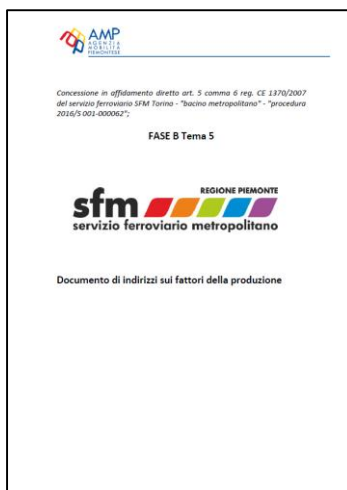 AMP
AGENZIA
MOBILITÀ
PIEMONTESE
Concessione in affidamento diretto art. 5 comma 6 reg. CE 1370/2007
del servizio ferroviario SFM Torino - "bacino metropolitano" - "procedura
2016/S 001-000062";
FASE B Tema 5
REGIONE PIEMONTE
sfm
servizio ferroviario metropolitano
Documento di indirizzi sui fattori della produzione